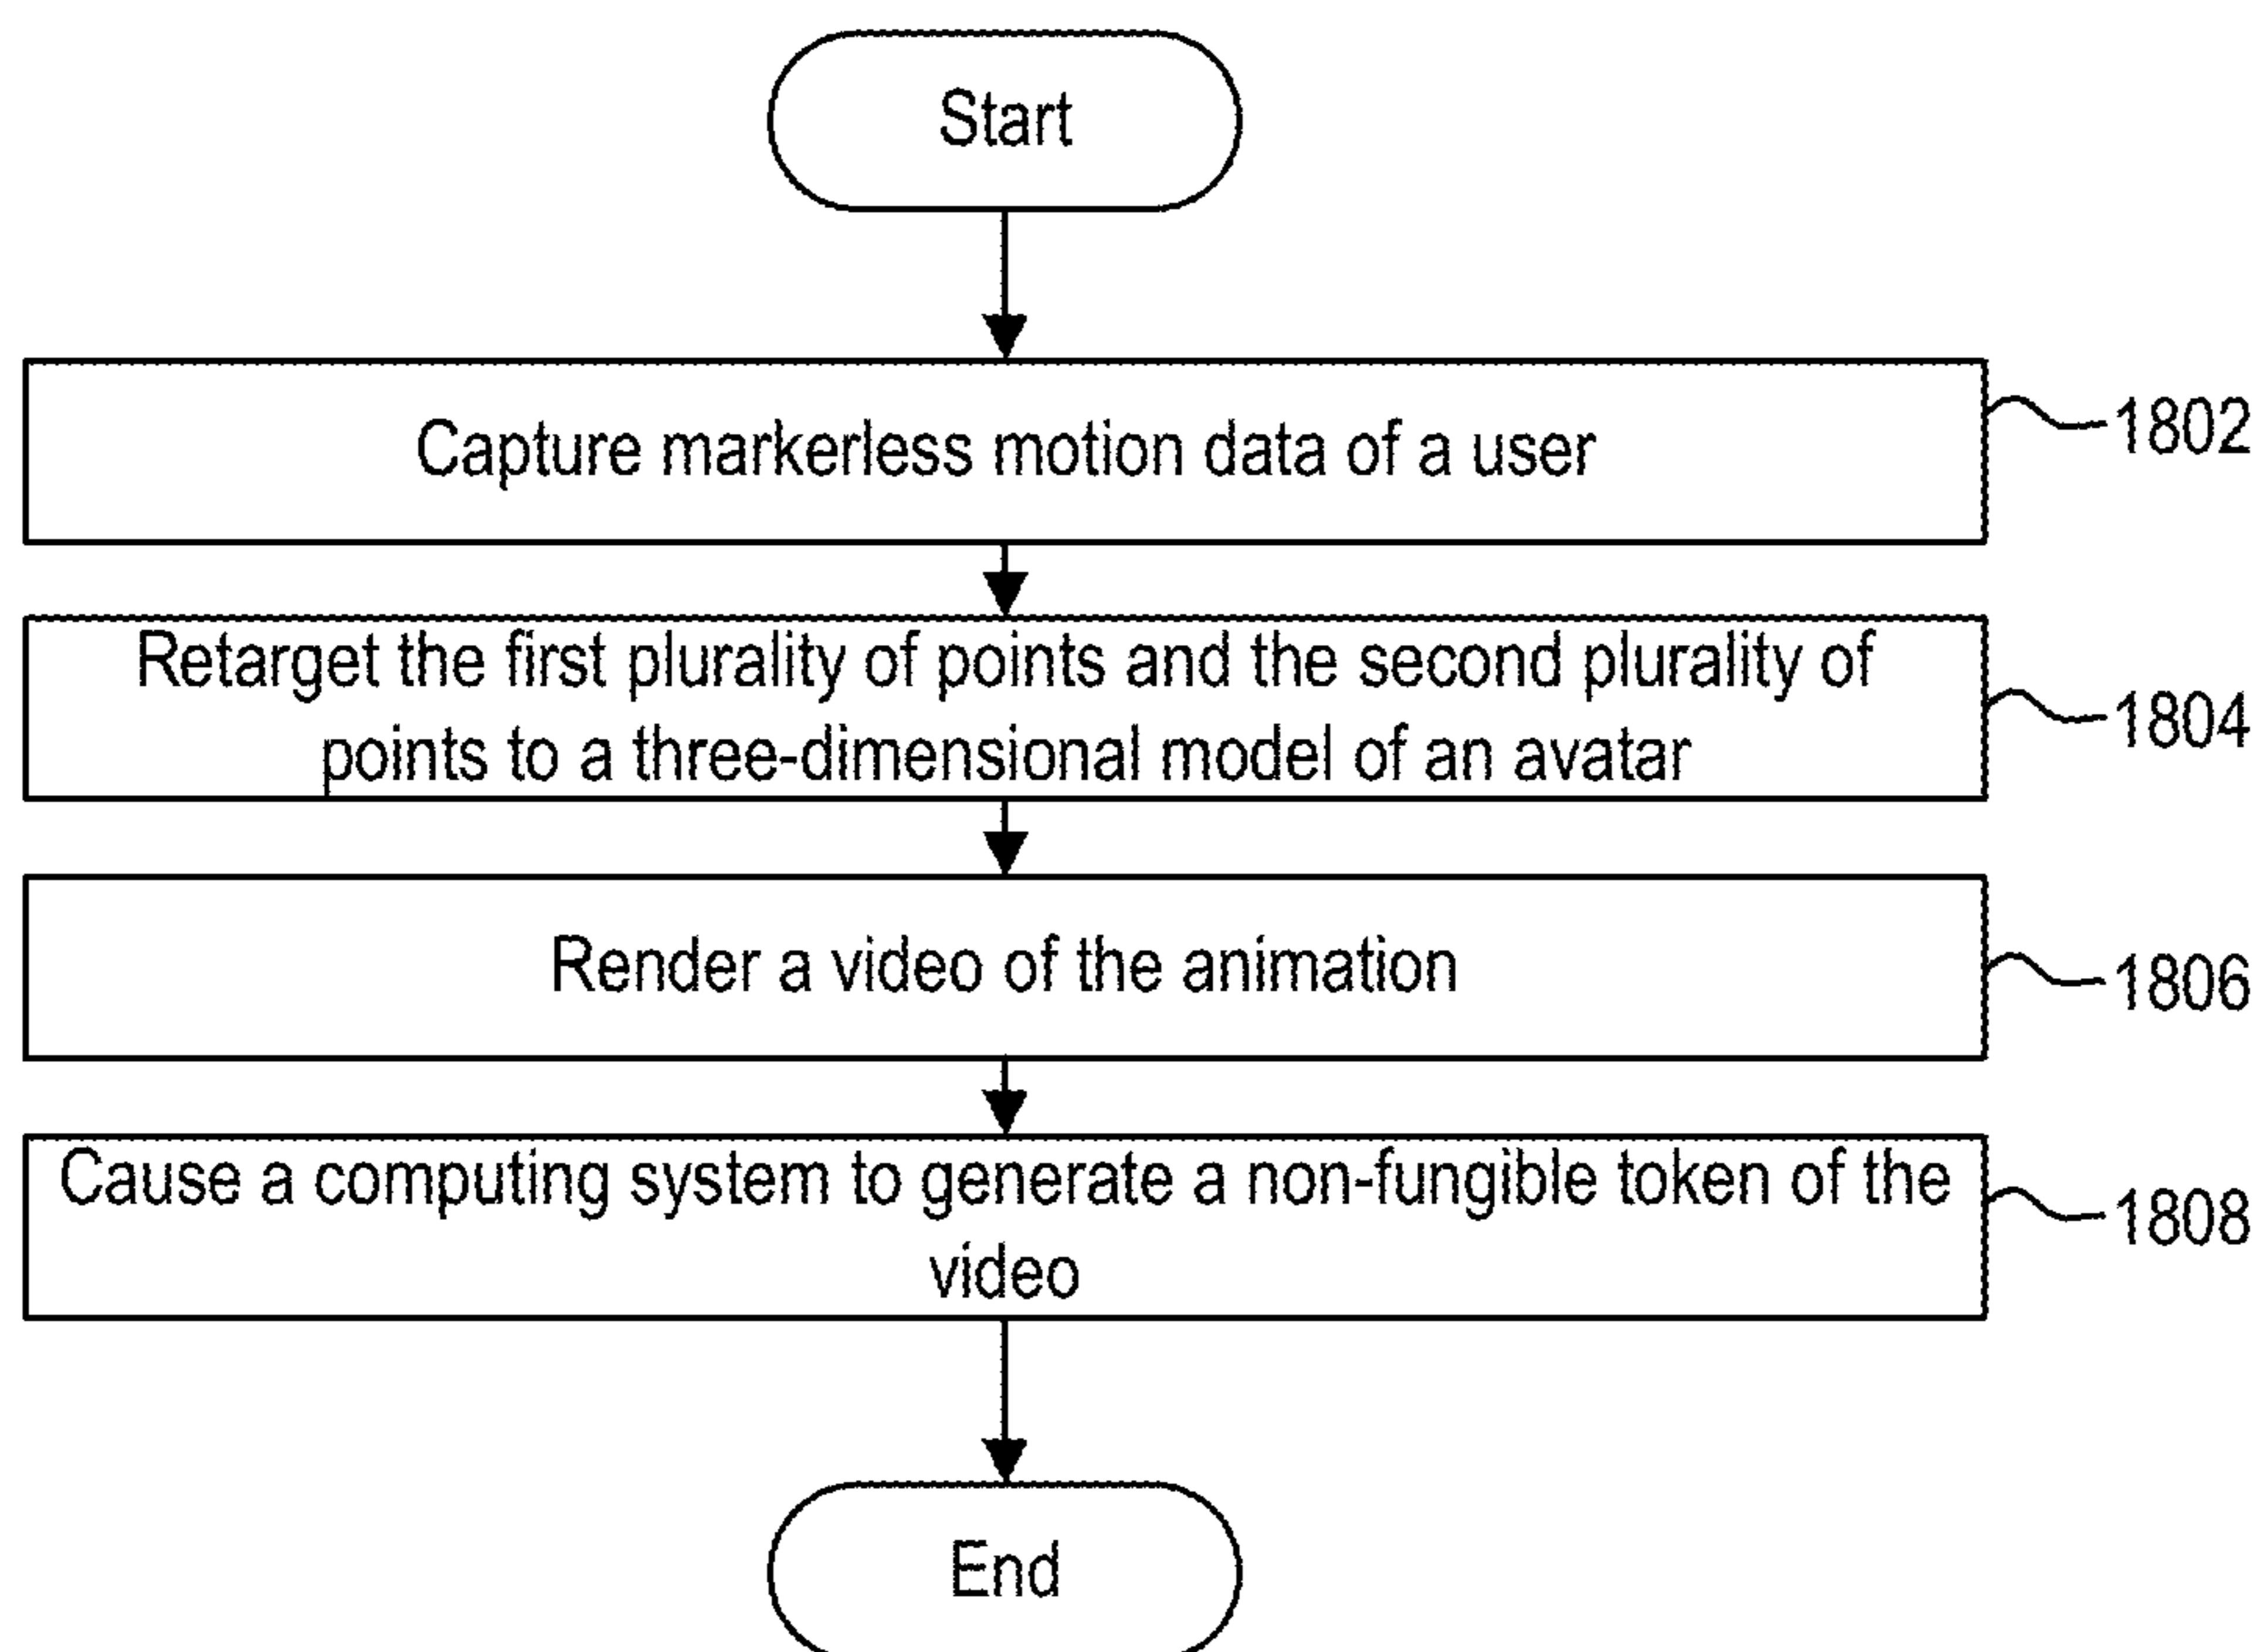 Start
Capture markerless motion data of a user
1802
Retarget the first plurality of points and the second plurality of
points to a three-dimensional model of an avatar
1804
Render a video of the animation
1806
Cause a computing system to generate a non-fungible token of the
video
1808
End